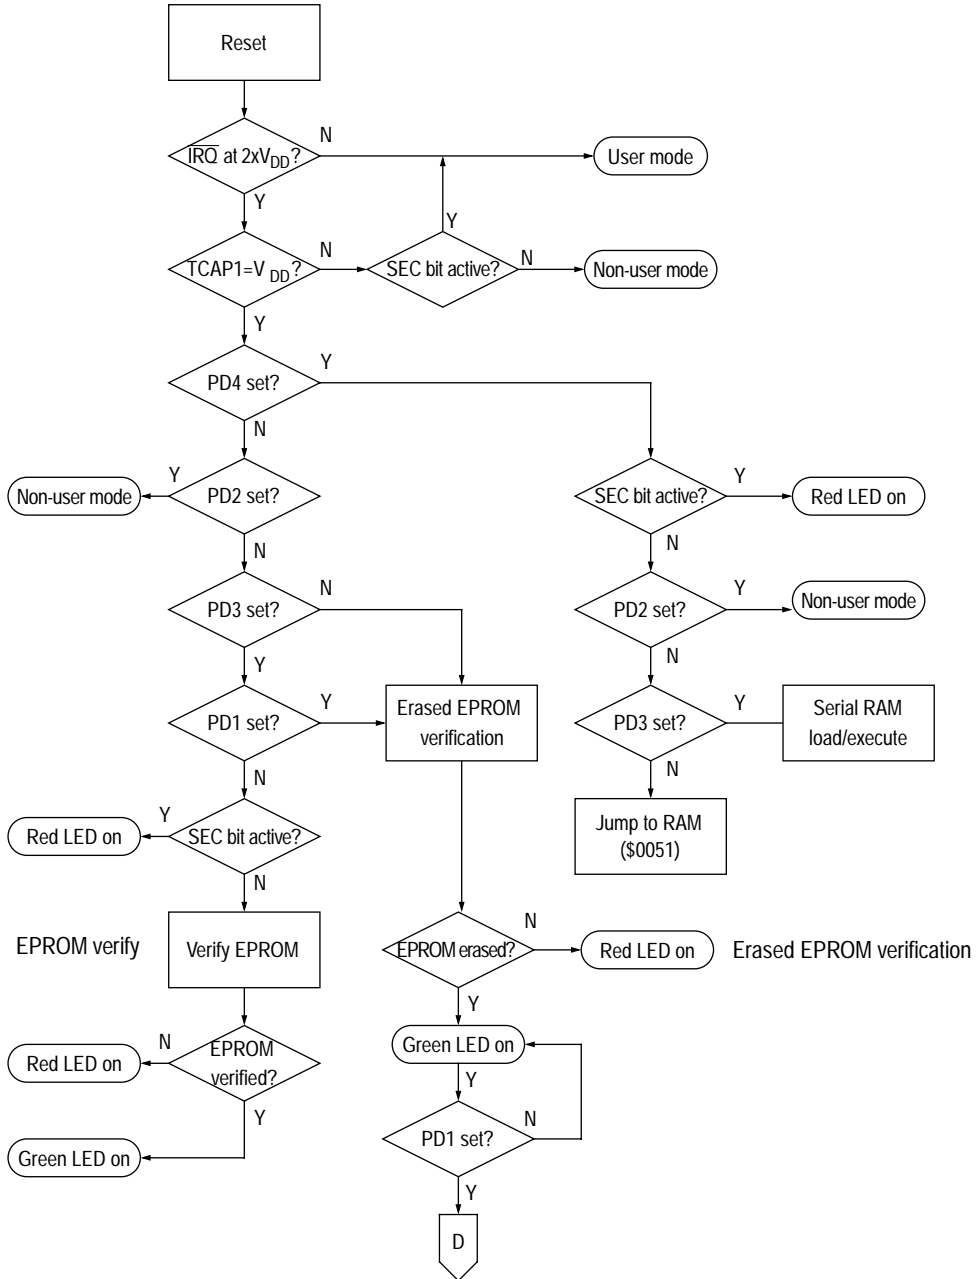 Reset
IRQ at 2xVDD?
N
User mode
Y
Y
TCAP1=VDD?
N
SEC bit active?
N
Non-user mode
Y
PD4 set?
Y
N
Non-user mode
Y
PD2 set?
SEC bit active?
Y
Red LED on
N
N
PD3 set?
N
PD2 set?
Y
Non-user mode
Y
N
PD1 set?
Y
Erased EPROM
verification
PD3 set?
Y
Serial RAM
load/execute
N
N
Jump to RAM
($0051)
Red LED on
Y
SEC bit active?
N
EPROM verify
Verify EPROM
EPROM erased?
N
Red LED on
Erased EPROM verification
Y
Green LED on
Red LED on
N
EPROM
verified?
Y
Y
PD1 set?
N
Green LED on
Y
D